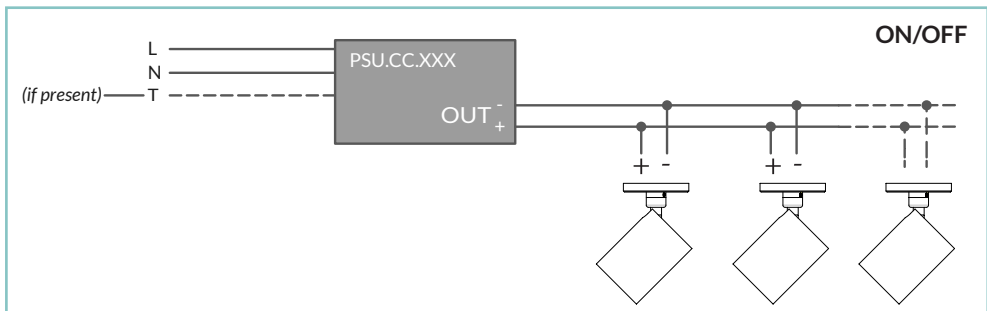 ON/OFF
L
PSU.CC.XXX
N
(if present) T
OUT -
+
+ - + -